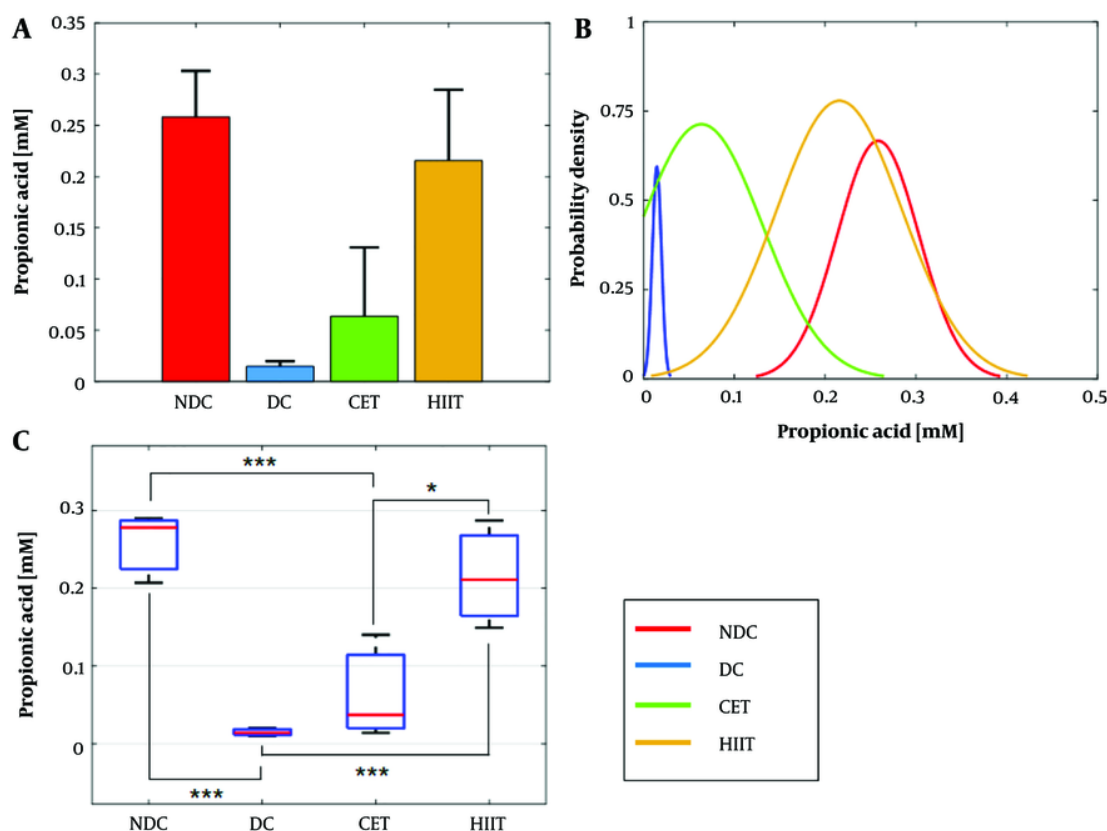 A
Propionic acid [mM]
0.35
0.3
0.25
0.2
0.15
0.1
0.05
0
NDC DC CET HIIT
B
Probability density
1
0.75
0.5
0.25
0
0 0.1 0.2 0.3 0.4 0.5
Propionic acid [mM]
C
Propionic acid [mM]
0.3
0.2
0.1
0
***
*
***
***
NDC DC CET HIIT
NDC
DC
CET
HIIT